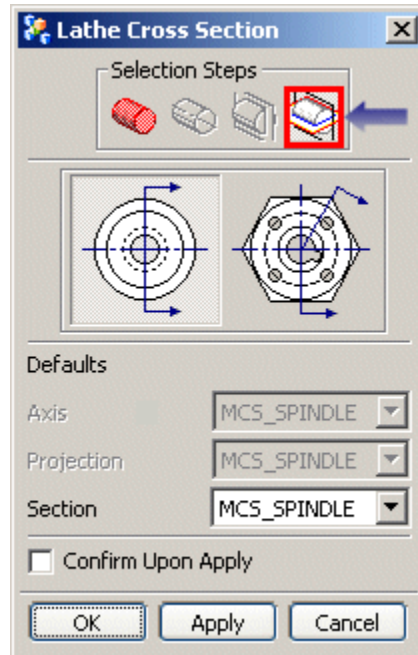 Lathe Cross Section
Selection Steps
Defaults
Axis MCS_SPINDLE
Projection MCS_SPINDLE
Section MCS_SPINDLE
Confirm Upon Apply
OK Apply Cancel